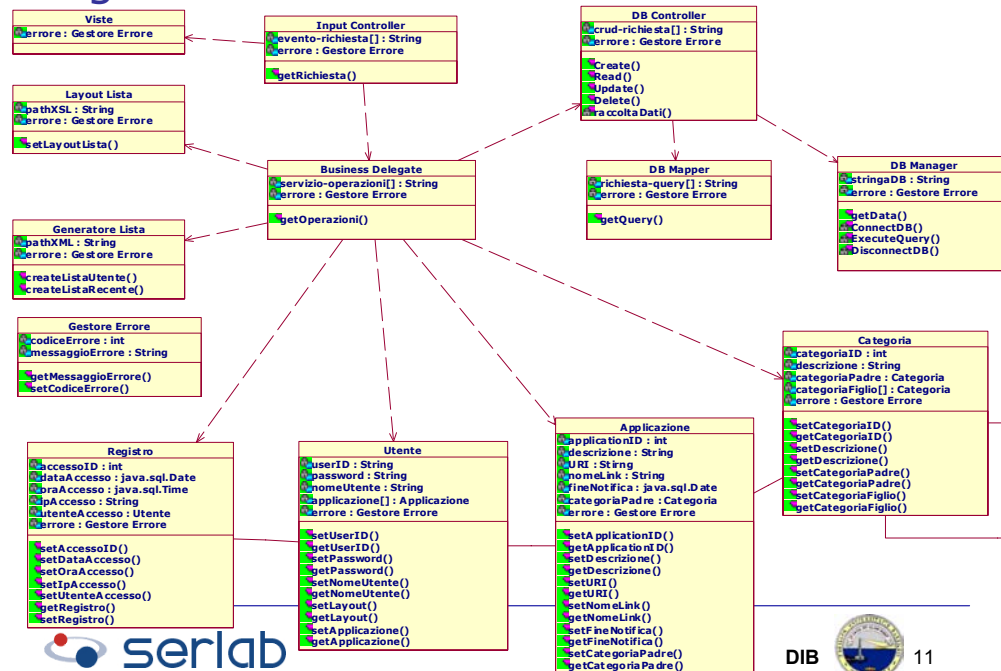 Viste
errore : Gestore Errore
Input Controller
evento-richiesta[] : String
errore : Gestore Errore
getRichiesta()
DB Controller
crud-richiesta[] : String
errore : Gestore Errore
Create()
Read()
Update()
Delete()
raccoltaDati()
Layout Lista
pathXSL : String
errore : Gestore Errore
setLayoutLista()
Business Delegate
servizio-operazioni[] : String
errore : Gestore Errore
getOperazioni()
DB Mapper
richiesta-query[] : String
errore : Gestore Errore
getQuery()
DB Manager
stringaDB : String
errore : Gestore Errore
getData()
ConnectDB()
ExecuteQuery()
DisconnectDB()
Generatore Lista
pathXML : String
errore : Gestore Errore
createListaUtente()
createListaRecente()
Gestore Errore
codiceErrore : int
messaggioErrore : String
getMessaggioErrore()
setCodiceErrore()
Categoria
categoriaID : int
descrizione : String
categoriaPadre : Categoria
categoriaFiglio[] : Categoria
errore : Gestore Errore
setCategoriaID()
getCategoriaID()
setDescrizione()
getDescrizione()
setCategoriaPadre()
getCategoriaPadre()
setCategoriaFiglio()
getCategoriaFiglio()
Registro
accessoID : int
dataAccesso : java.sql.Date
oraAccesso : java.sql.Time
ipAccesso : String
utenteAccesso : Utente
errore : Gestore Errore
setAccessoID()
setDataAccesso()
setOraAccesso()
setIpAccesso()
setUtenteAccesso()
getRegistro()
setRegistro()
Utente
userID : String
password : String
nomeUtente : String
applicazione[] : Applicazione
errore : Gestore Errore
setUserID()
getUserID()
setPassword()
getPassword()
setNomeUtente()
getNomeUtente()
setLayout()
getLayout()
setApplicazione()
getApplicazione()
Applicazione
applicationID : int
descrizione : String
URI : Stirng
nomeLink : String
fineNotifica : java.sql.Date
categoriaPadre : Categoria
errore : Gestore Errore
setApplicationID()
getApplicationID()
setDescrizione()
getDescrizione()
setURI()
getURI()
setNomeLink()
getNomeLink()
setFineNotifica()
getFineNotifica()
setCategoriaPadre()
getCategoriaPadre()
serlab
DIB
11